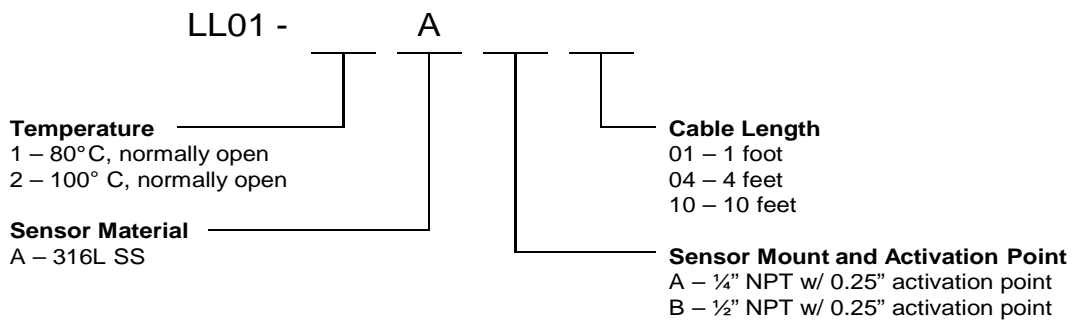 LL01 - A
Temperature
1 – 80°C, normally open
2 – 100° C, normally open
Sensor Material
A – 316L SS
Cable Length
01 – 1 foot
04 – 4 feet
10 – 10 feet
Sensor Mount and Activation Point
A – ¼” NPT w/ 0.25” activation point
B – ½” NPT w/ 0.25” activation point